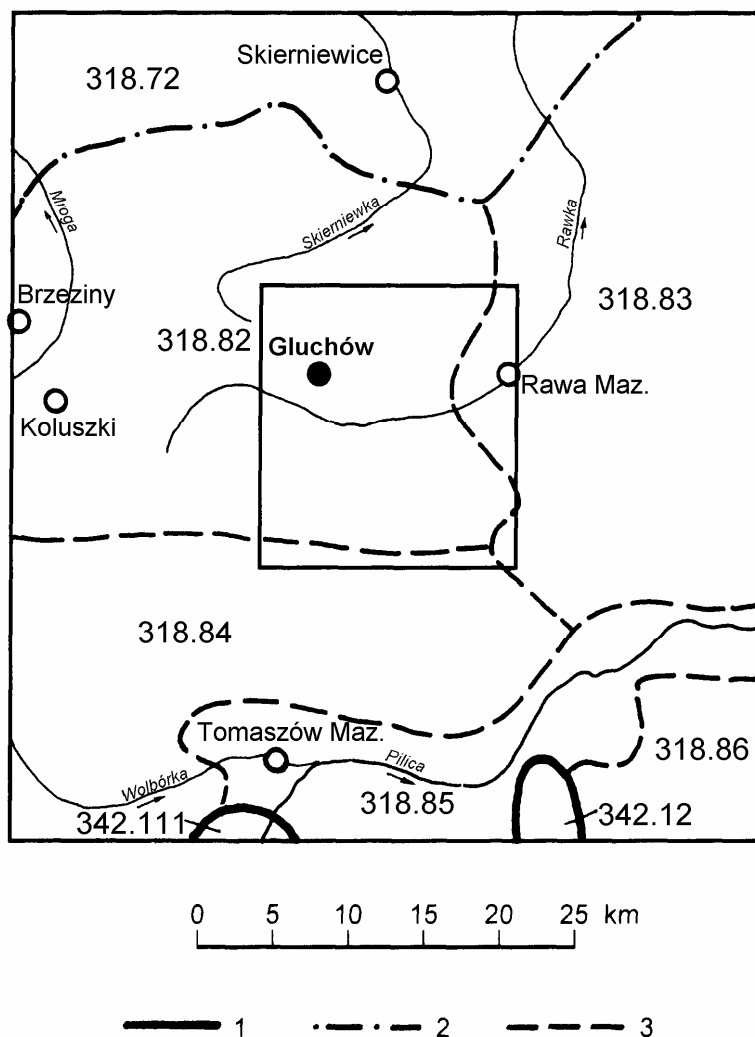 Skierniewice
318.72
Mroga
Skierniewka
Rawka
Brzeziny
318.83
318.82
Gluchów
Rawa Maz.
Koluszki
318.84
Tomaszów Maz.
Pilica
318.86
Wolbórka
318.85
342.111
342.12
0 5 10 15 20 25 km
1 2 3